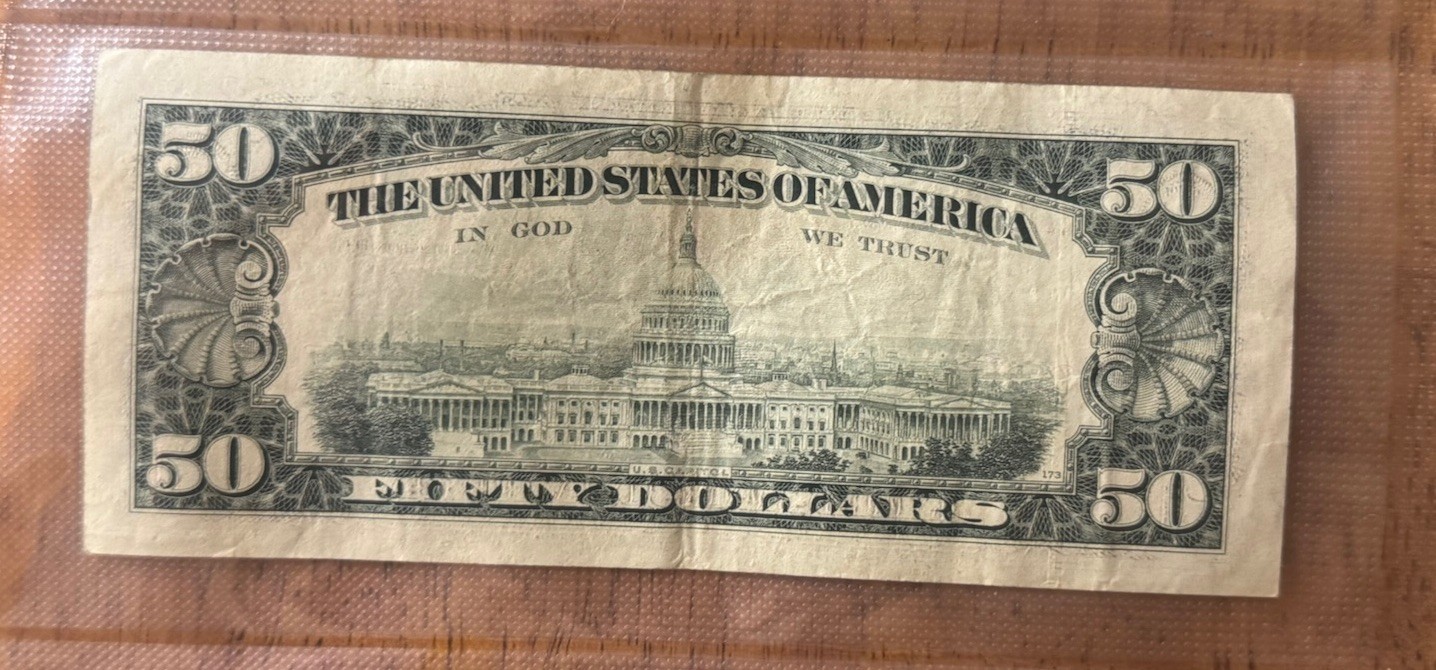 50 50
THE UNITED STATES OF AMERICA
IN GOD WE TRUST
U.S. CAPITOL
173
50 FIFTY DOLLARS 50